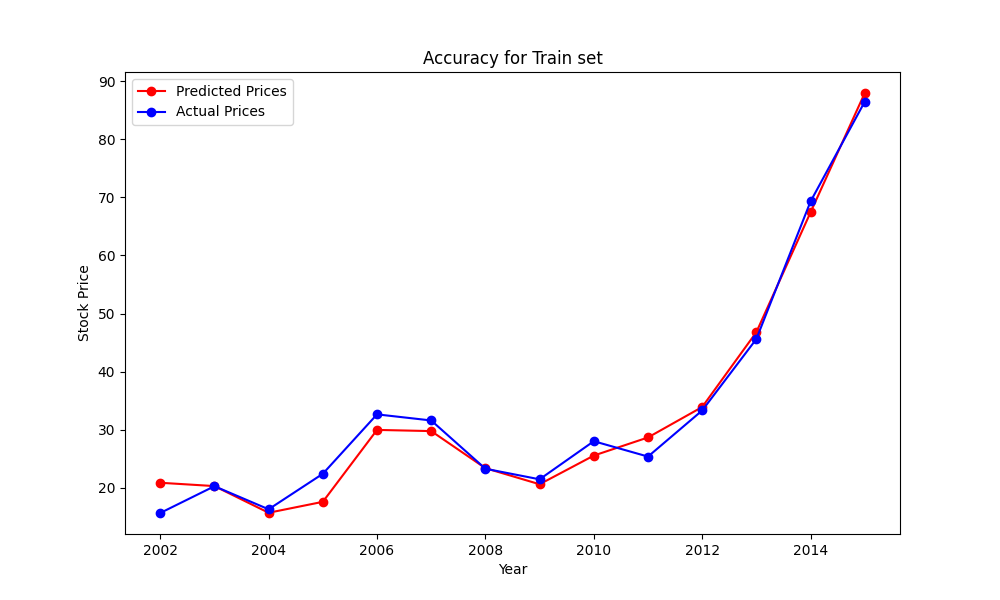 Accuracy for Train set
Predicted Prices
Actual Prices
90
80
70
60
50
40
30
20
Stock Price
2002 2004 2006 2008 2010 2012 2014
Year